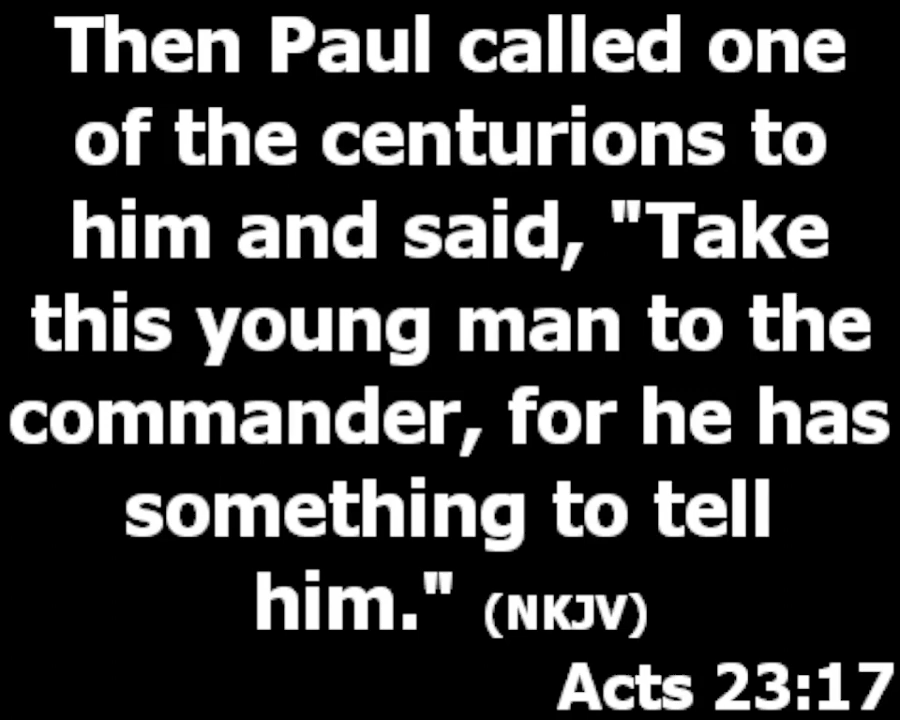 Then Paul called one
of the centurions to
him and said, "Take
this young man to the
commander, for he has
something to tell
him." (NKJV)
Acts 23:17